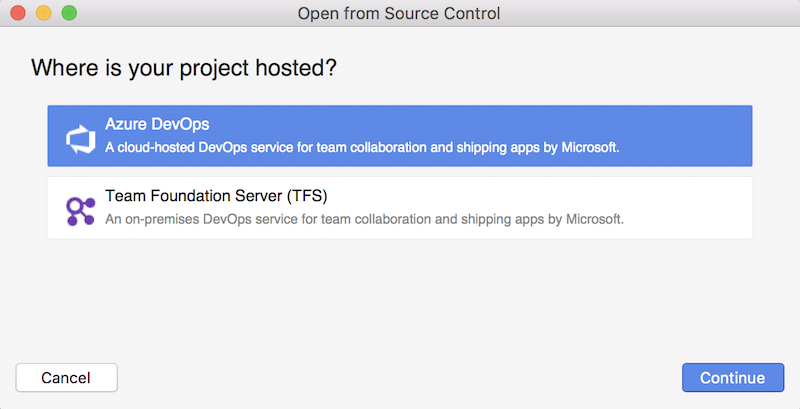 Open from Source Control
Where is your project hosted?
Azure DevOps
A cloud-hosted DevOps service for team collaboration and shipping apps by Microsoft.
Team Foundation Server (TFS)
An on-premises DevOps service for team collaboration and shipping apps by Microsoft.
Cancel
Continue